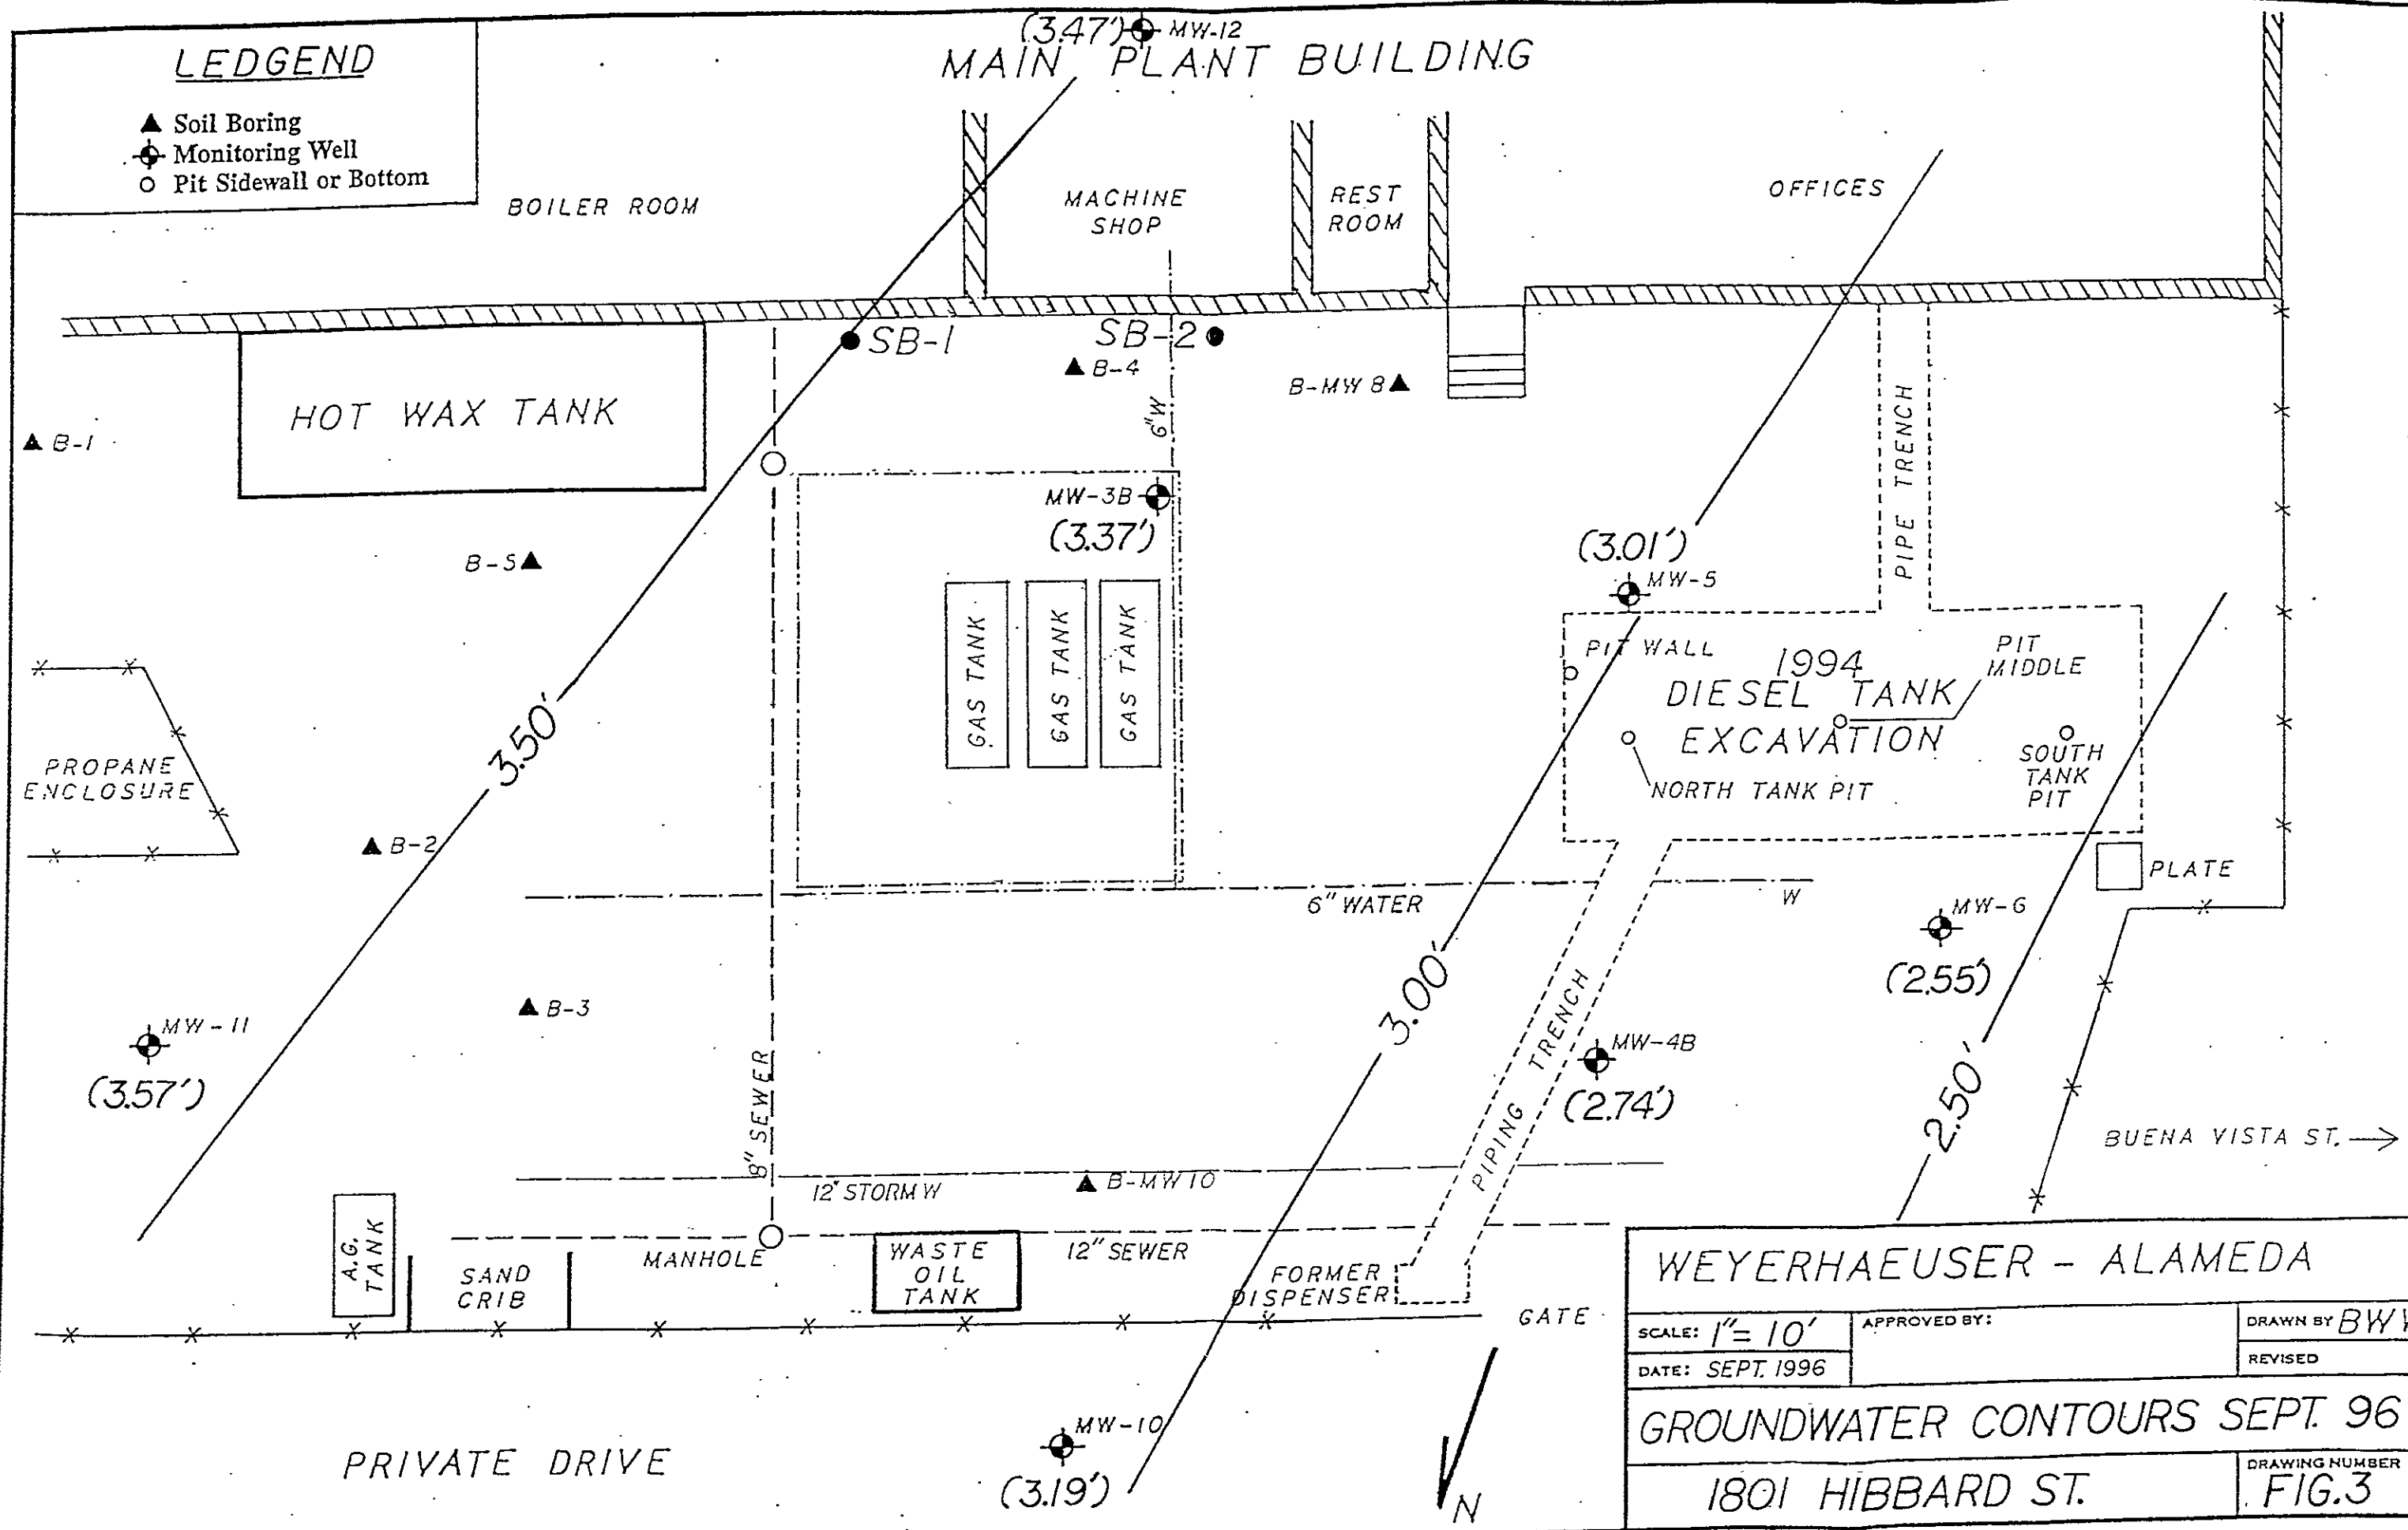 LEDGEND
Soil Boring
Monitoring Well
Pit Sidewall or Bottom
(3.47') MW-12
MAIN PLANT BUILDING
BOILER ROOM
MACHINE
SHOP
REST
ROOM
OFFICES
SB-1
SB-2
B-4
B-MW 8
HOT WAX TANK
B-1
6"W
PIPE TRENCH
MW-3B
(3.37')
B-5
(3.01')
MW-5
GAS TANK
GAS TANK
GAS TANK
PIT WALL
1994
DIESEL TANK
EXCAVATION
PIT
MIDDLE
NORTH TANK PIT
SOUTH
TANK
PIT
3.50'
PROPANE
ENCLOSURE
B-2
PLATE
6" WATER
W
MW-6
(2.55')
3.00'
B-3
MW-11
(3.57')
8" SEWER
PIPING TRENCH
MW-4B
(2.74')
2.50'
BUENA VISTA ST.
12" STORM W
B-MW 10
A.G.
TANK
SAND
CRIB
MANHOLE
WASTE
OIL
TANK
12" SEWER
FORMER
DISPENSER
GATE
PRIVATE DRIVE
MW-10
(3.19')
N
WEYERHAEUSER - ALAMEDA
SCALE: 1"= 10'
APPROVED BY:
DRAWN BY
DATE: SEPT. 1996
REVISED
GROUNDWATER CONTOURS SEPT. 96
1801 HIBBARD ST.
DRAWING NUMBER
FIG.3